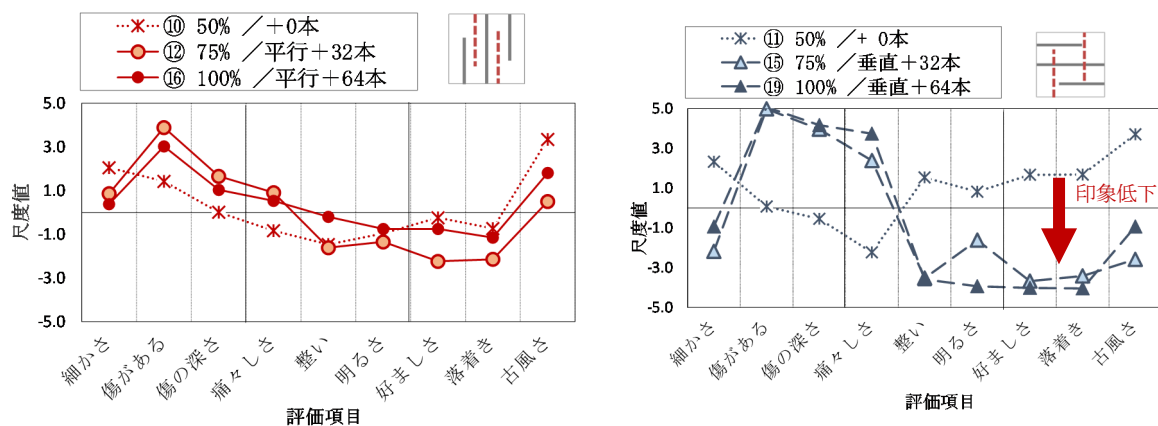 ⑩ 50% ／＋0本
⑫ 75% ／平行＋32本
⑯ 100% ／平行＋64本
5.0
3.0
1.0
-1.0
-3.0
-5.0
尺度値
細かさ
傷がある
傷の深さ
痛々しさ
整い
明るさ
好ましさ
落着き
古風さ
評価項目
⑪ 50% ／+ 0本
⑮ 75% ／垂直＋32本
⑲ 100% ／垂直＋64本
5.0
3.0
1.0
-1.0
-3.0
-5.0
尺度値
印象低下
細かさ
傷がある
傷の深さ
痛々しさ
整い
明るさ
好ましさ
落着き
古風さ
評価項目